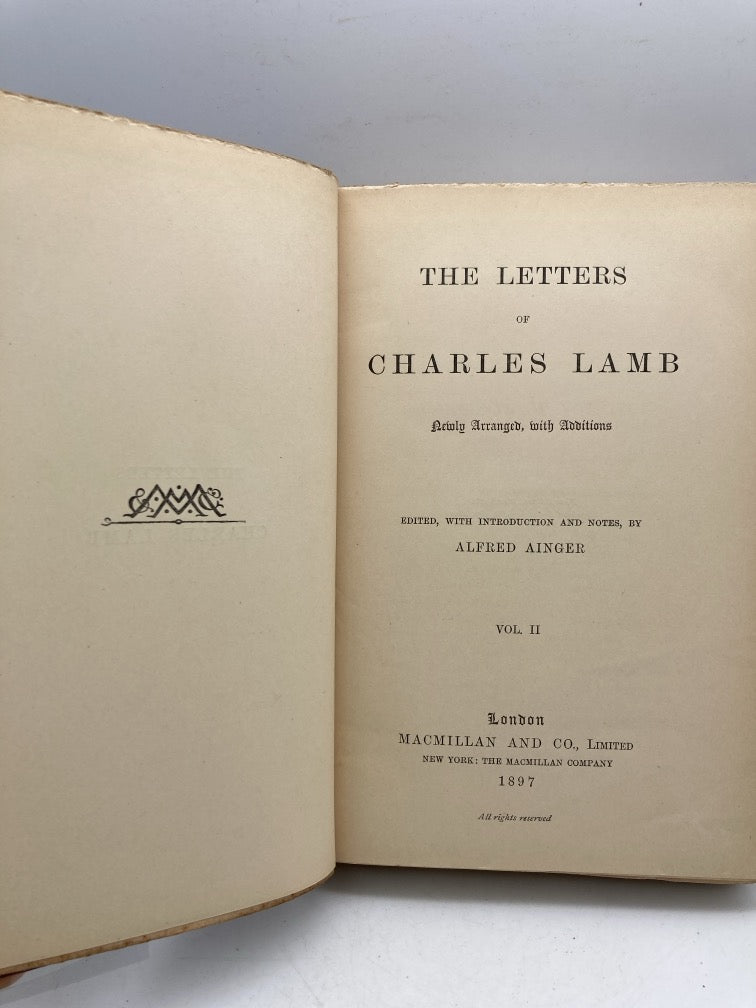 THE LETTERS
OF
CHARLES LAMB
Newly Arranged, with Additions
EDITED, WITH INTRODUCTION AND NOTES, BY
ALFRED AINGER
VOL. II
London
MACMILLAN AND CO., LIMITED
NEW YORK: THE MACMILLAN COMPANY
1897
All rights reserved